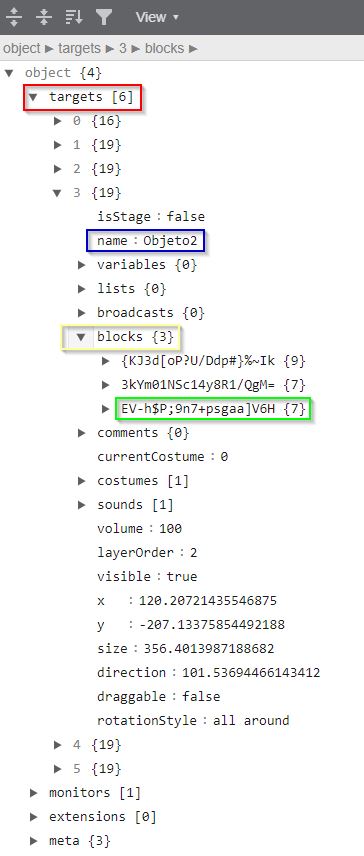 View
object targets 3 blocks
object {4}
targets [6]
0 {16}
1 {19}
2 {19}
3 {19}
isStage : false
name : Objeto2
variables {0}
lists {0}
broadcasts {0}
blocks {3}
{KJ3d[oP?U/Ddp#}%~Ik {9}
3kYm01NSc14y8R1/QgM= {7}
EV-h$P;9n7+psgaa]V6H {7}
comments {0}
currentCostume : 0
costumes [1]
sounds [1]
volume : 100
layerOrder : 2
visible : true
x : 120.20721435546875
y : -207.13375854492188
size : 356.4013987188682
direction : 101.53694466143412
draggable : false
rotationStyle : all around
4 {19}
5 {19}
monitors [1]
extensions [0]
meta {3}